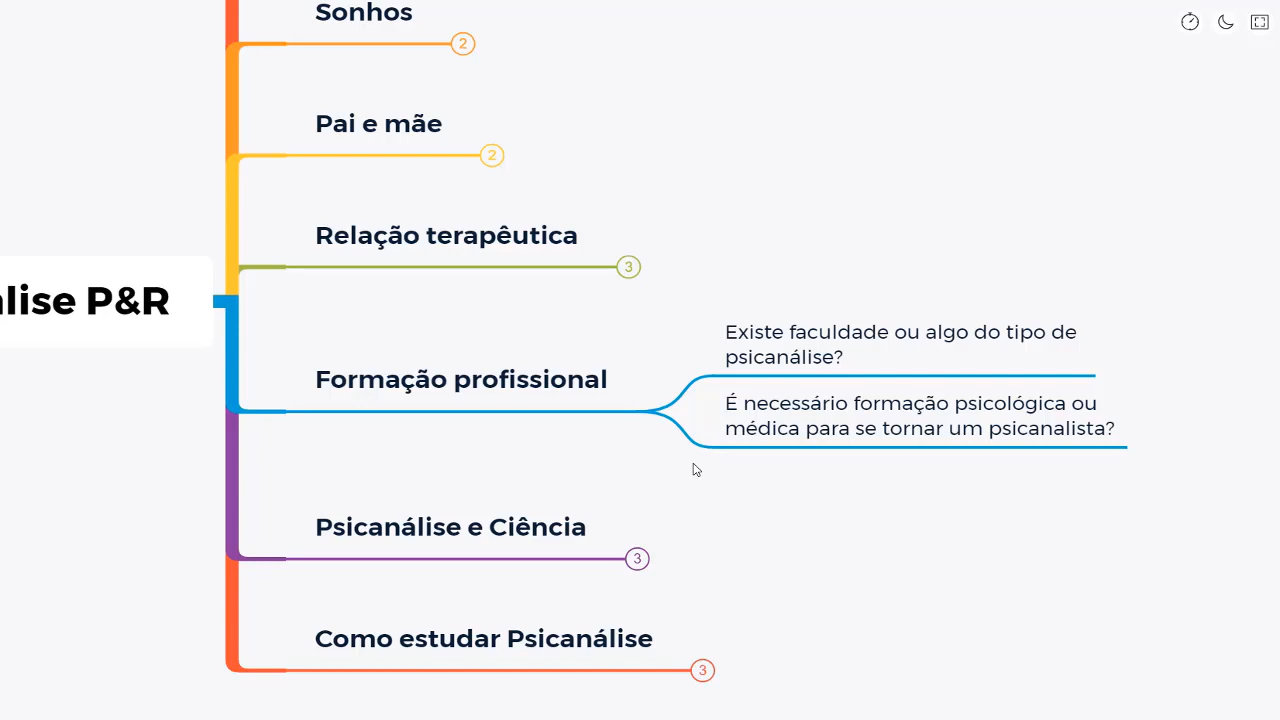 Sonhos
2
Pai e mãe
2
Relação terapêutica
3
álise P&R
Existe faculdade ou algo do tipo de
psicanálise?
Formação profissional
É necessário formação psicológica ou
médica para se tornar um psicanalista?
Psicanálise e Ciência
3
Como estudar Psicanálise
3